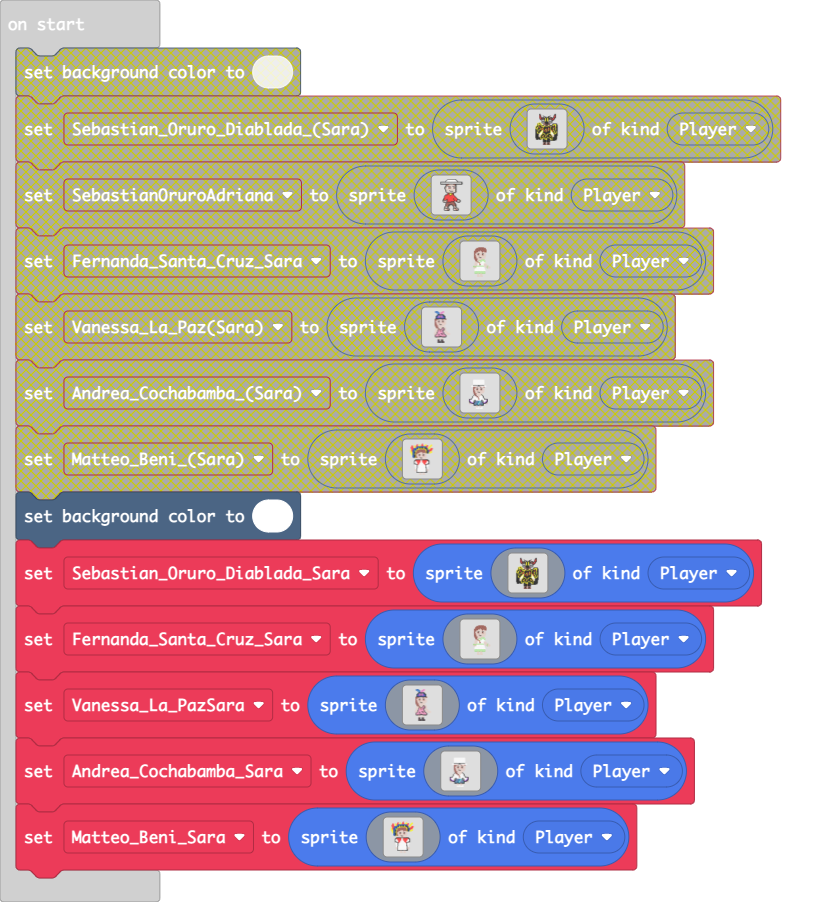 on start
set background color to
set Sebastian_Oruro_Diablada_(Sara) to sprite of kind Player
set SebastianOruroAdriana to sprite of kind Player
set Fernanda_Santa_Cruz_Sara to sprite of kind Player
set Vanessa_La_Paz(Sara) to sprite of kind Player
set Andrea_Cochabamba_(Sara) to sprite of kind Player
set Matteo_Beni_(Sara) to sprite of kind Player
set background color to
set Sebastian_Oruro_Diablada_Sara to sprite of kind Player
set Fernanda_Santa_Cruz_Sara to sprite of kind Player
set Vanessa_La_PazSara to sprite of kind Player
set Andrea_Cochabamba_Sara to sprite of kind Player
set Matteo_Beni_Sara to sprite of kind Player